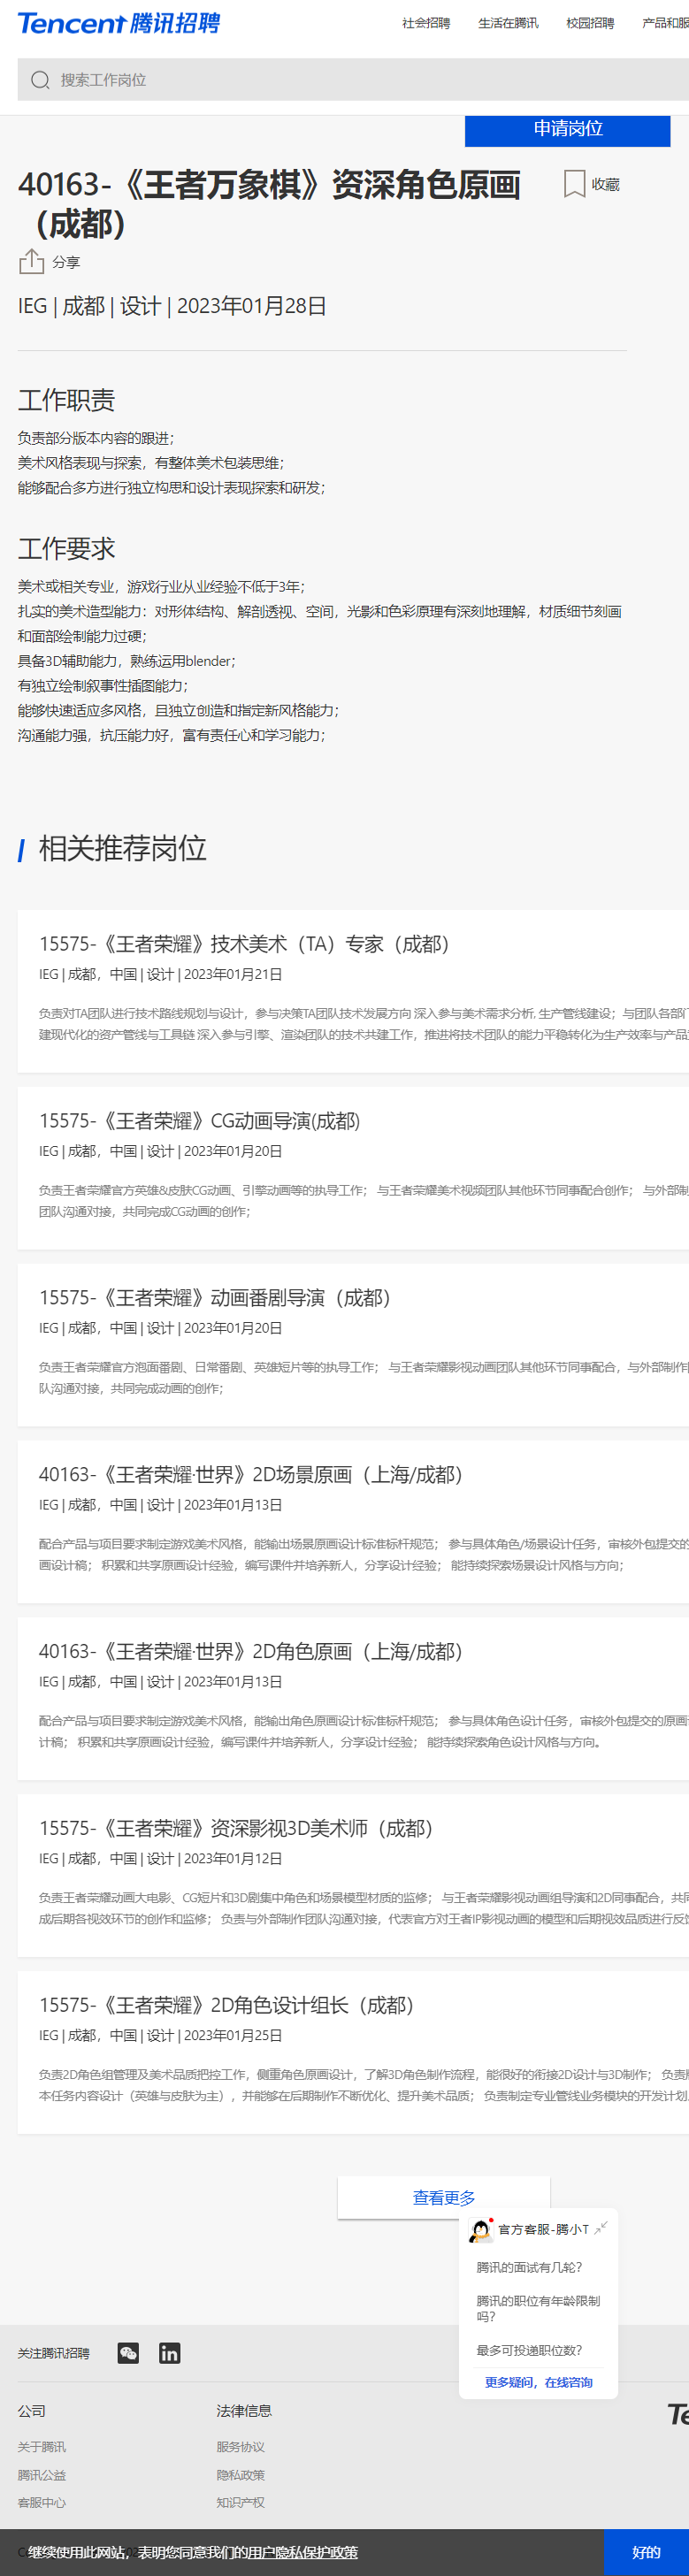 Tencent 腾讯招聘
社会招聘 生活在腾讯 校园招聘 产品和服
搜索工作岗位
申请岗位
40163-《王者万象棋》资深角色原画
（成都）
收藏
分享
IEG | 成都 | 设计 | 2023年01月28日
工作职责
负责部分版本内容的跟进；
美术风格表现与探索，有整体美术包装思维；
能够配合多方进行独立构思和设计表现探索和研发；
工作要求
美术或相关专业，游戏行业从业经验不低于3年；
扎实的美术造型能力：对形体结构、解剖透视、空间，光影和色彩原理有深刻地理解，材质细节刻画
和面部绘制能力过硬；
具备3D辅助能力，熟练运用blender；
有独立绘制叙事性插图能力；
能够快速适应多风格，且独立创造和指定新风格能力；
沟通能力强，抗压能力好，富有责任心和学习能力；
相关推荐岗位
15575-《王者荣耀》技术美术（TA）专家（成都）
IEG | 成都，中国 | 设计 | 2023年01月21日
负责对TA团队进行技术路线规划与设计，参与决策TA团队技术发展方向 深入参与美术需求分析, 生产管线建设；与团队各部门
建现代化的资产管线与工具链 深入参与引擎、渲染团队的技术共建工作，推进将技术团队的能力平稳转化为生产效率与产品
15575-《王者荣耀》CG动画导演(成都)
IEG | 成都，中国 | 设计 | 2023年01月20日
负责王者荣耀官方英雄&皮肤CG动画、引擎动画等的执导工作； 与王者荣耀美术视频团队其他环节同事配合创作； 与外部制
团队沟通对接，共同完成CG动画的创作；
15575-《王者荣耀》动画番剧导演（成都）
IEG | 成都，中国 | 设计 | 2023年01月20日
负责王者荣耀官方泡面番剧、日常番剧、英雄短片等的执导工作； 与王者荣耀影视动画团队其他环节同事配合，与外部制作
队沟通对接，共同完成动画的创作；
40163-《王者荣耀·世界》2D场景原画（上海/成都）
IEG | 成都，中国 | 设计 | 2023年01月13日
配合产品与项目要求制定游戏美术风格，能输出场景原画设计标准标杆规范； 参与具体角色/场景设计任务，审核外包提交的
画设计稿； 积累和共享原画设计经验，编写课件并培养新人，分享设计经验； 能持续探索场景设计风格与方向；
40163-《王者荣耀·世界》2D角色原画（上海/成都）
IEG | 成都，中国 | 设计 | 2023年01月13日
配合产品与项目要求制定游戏美术风格，能输出角色原画设计标准标杆规范； 参与具体角色设计任务，审核外包提交的原画
计稿； 积累和共享原画设计经验，编写课件并培养新人，分享设计经验； 能持续探索角色设计风格与方向。
15575-《王者荣耀》资深影视3D美术师（成都）
IEG | 成都，中国 | 设计 | 2023年01月12日
负责王者荣耀动画大电影、CG短片和3D剧集中角色和场景模型材质的监修； 与王者荣耀影视动画组导演和2D同事配合，共
成后期各视效环节的创作和监修； 负责与外部制作团队沟通对接，代表官方对王者IP影视动画的模型和后期视效品质进行反
15575-《王者荣耀》2D角色设计组长（成都）
IEG | 成都，中国 | 设计 | 2023年01月25日
负责2D角色组管理及美术品质把控工作，侧重角色原画设计，了解3D角色制作流程，能很好的衔接2D设计与3D制作； 负责
本任务内容设计（英雄与皮肤为主），并能够在后期制作不断优化、提升美术品质； 负责制定专业管线业务模块的开发计划
查看更多
官方客服-腾小T
腾讯的面试有几轮?
腾讯的职位有年龄限制
吗?
最多可投递职位数?
更多疑问，在线咨询
关注腾讯招聘
公司 法律信息
关于腾讯 服务协议
腾讯公益 隐私政策
客服中心 知识产权
继续使用此网站，表明您同意我们的用户隐私保护政策
好的